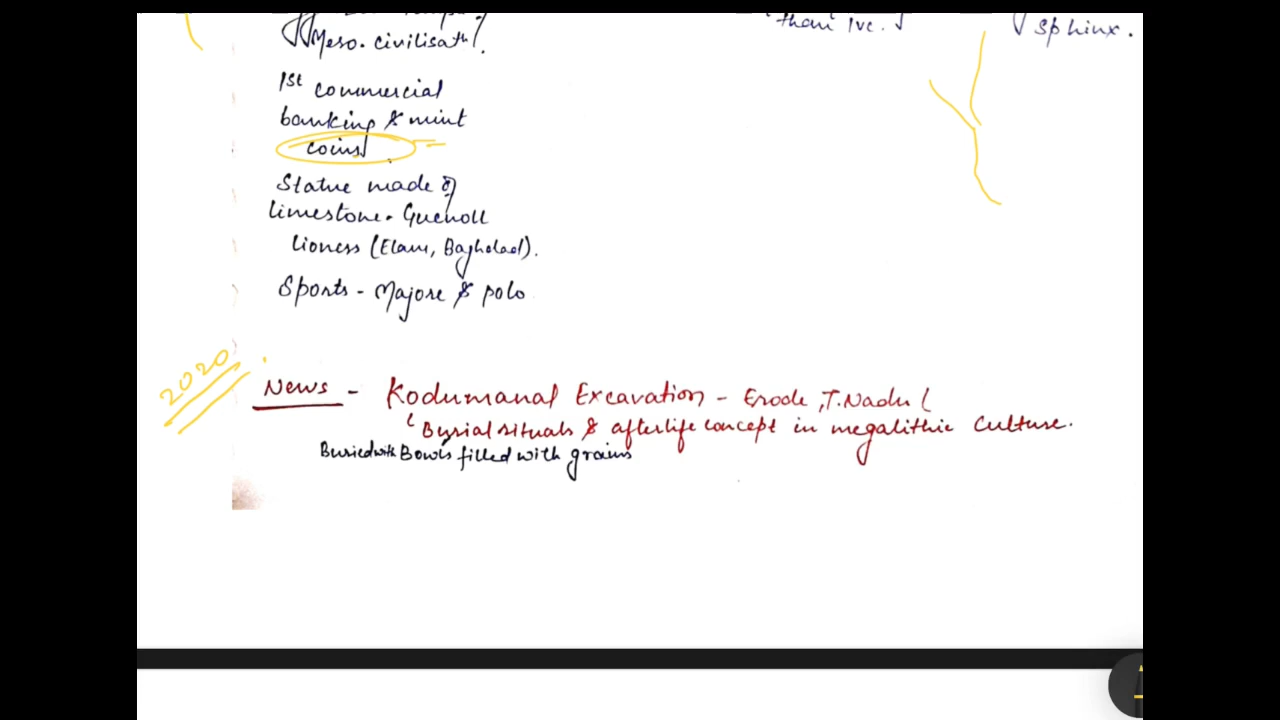 than IVC.
sphinx.
Meso. civilisatn.
1st commercial
banking & mint
coins
Statue made of
limestone. Guenoll
Lioness (Elam, Baghdad).
Sports - Majore & polo
2020
News - Kodumanal Excavation - Erode, T.Nadu (
Burial rituals & afterlife concept in megalithic culture.
Buried with Bowls filled with grains